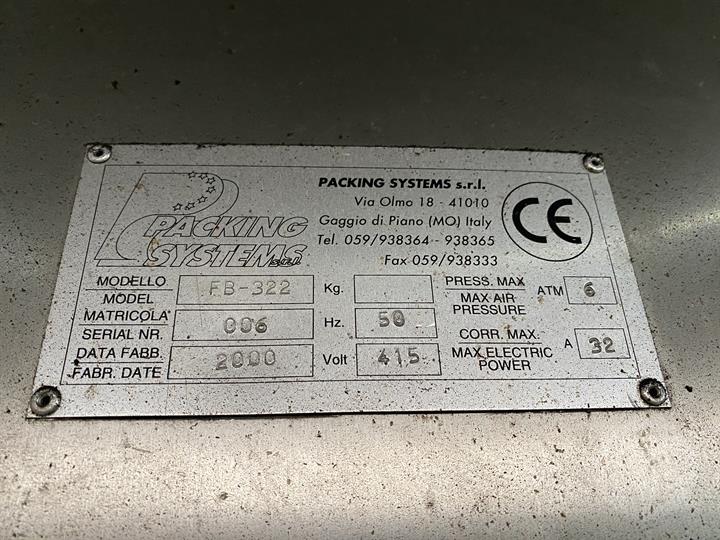 PACKING
SYSTEMS s.r.l.
PACKING SYSTEMS s.r.l.
Via Olmo 18 - 41010
Gaggio di Piano (MO) Italy
Tel. 059/938364 - 938365
Fax 059/938333
CE
MODELLO
MODEL
FB-322
Kg.
PRESS. MAX
MAX AIR
PRESSURE
ATM
6
MATRICOLA
SERIAL NR.
006
Hz.
50
DATA FABB.
FABR. DATE
2000
Volt
415
CORR. MAX.
MAX ELECTRIC
POWER
A
32